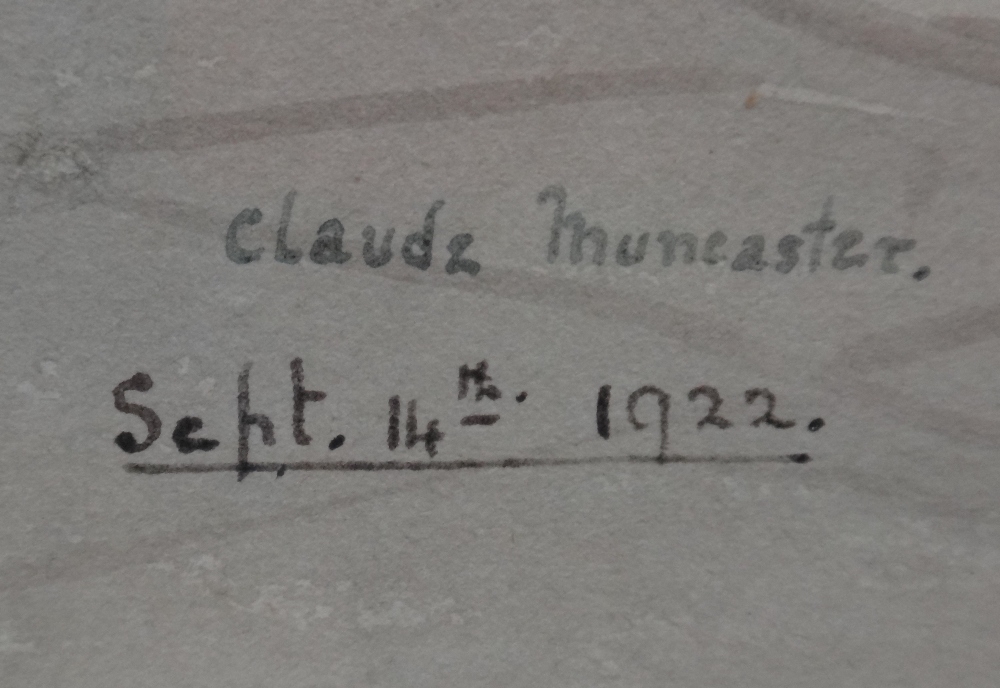 Claude Muncaster.
Sept. 14th. 1922.